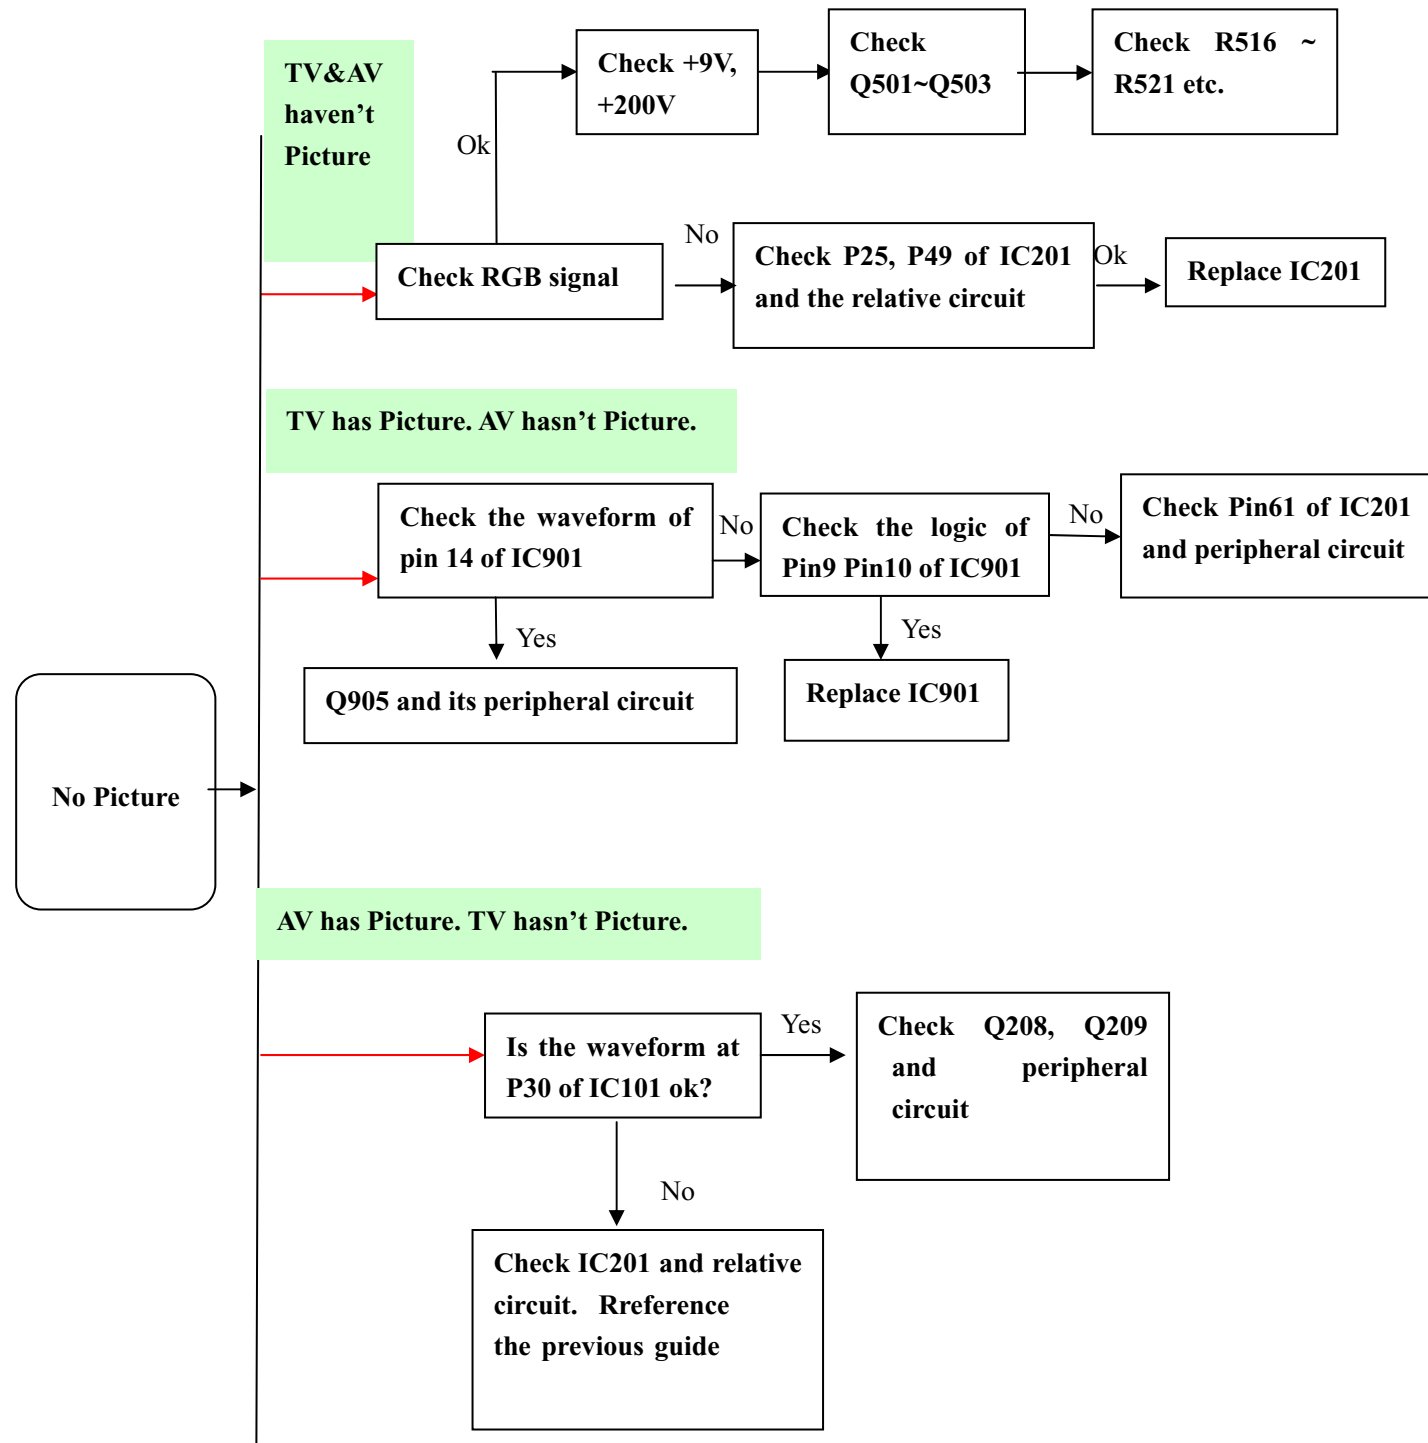 TV&AV
haven’t
Picture
Ok
Check +9V,
+200V
Check
Q501~Q503
Check R516 ~
R521 etc.
Check RGB signal
No
Check P25, P49 of IC201
and the relative circuit
Ok
Replace IC201
TV has Picture. AV hasn’t Picture.
Check the waveform of
pin 14 of IC901
No
Check the logic of
Pin9 Pin10 of IC901
No
Check Pin61 of IC201
and peripheral circuit
Yes
Q905 and its peripheral circuit
Yes
Replace IC901
No Picture
AV has Picture. TV hasn’t Picture.
Is the waveform at
P30 of IC101 ok?
Yes
Check Q208, Q209
and peripheral
circuit
No
Check IC201 and relative
circuit. Rreference
the previous guide